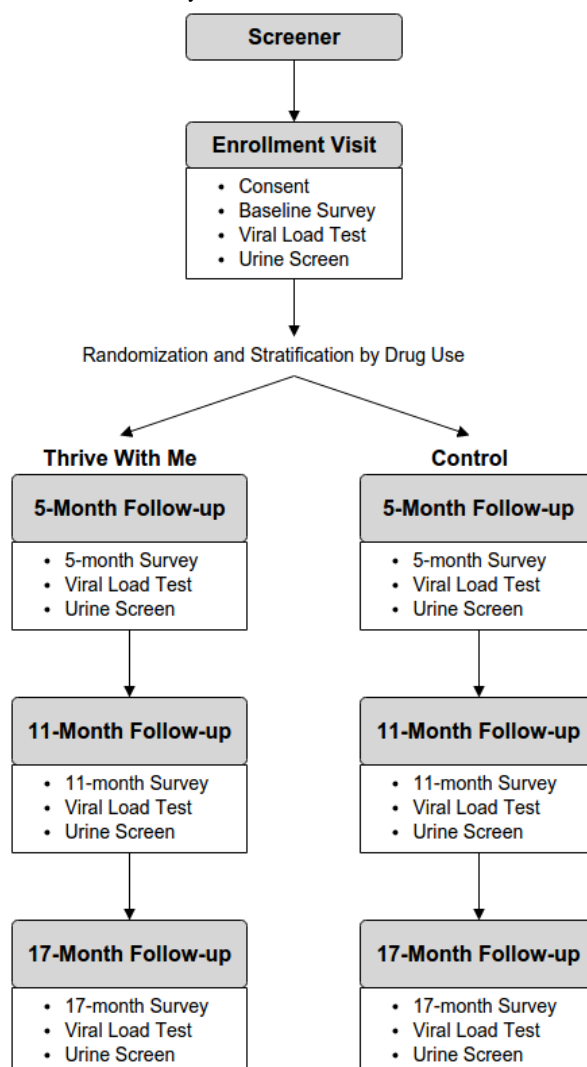 Screener
Enrollment Visit
• Consent
• Baseline Survey
• Viral Load Test
• Urine Screen
Randomization and Stratification by Drug Use
Thrive With Me
5-Month Follow-up
• 5-month Survey
• Viral Load Test
• Urine Screen
11-Month Follow-up
• 11-month Survey
• Viral Load Test
• Urine Screen
17-Month Follow-up
• 17-month Survey
• Viral Load Test
• Urine Screen
Control
5-Month Follow-up
• 5-month Survey
• Viral Load Test
• Urine Screen
11-Month Follow-up
• 11-month Survey
• Viral Load Test
• Urine Screen
17-Month Follow-up
• 17-month Survey
• Viral Load Test
• Urine Screen